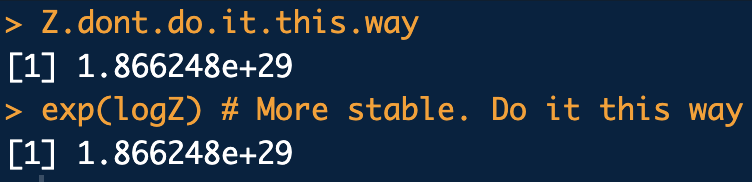 > Z.dont.do.it.this.way
[1] 1.866248e+29
> exp(logZ) # More stable. Do it this way
[1] 1.866248e+29